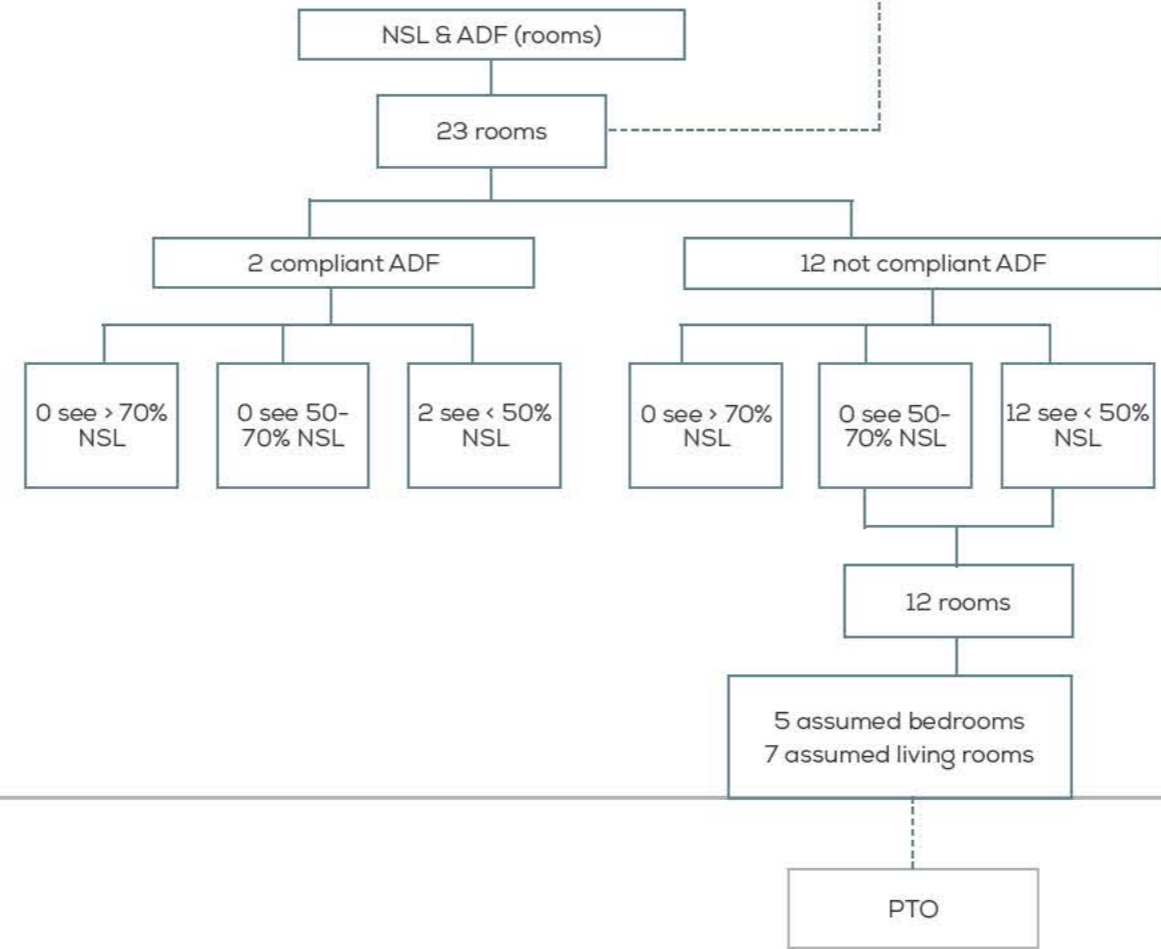 NSL & ADF (rooms)
23 rooms
2 compliant ADF
12 not compliant ADF
0 see > 70%
NSL
0 see 50-
70% NSL
2 see < 50%
NSL
0 see > 70%
NSL
0 see 50-
70% NSL
12 see < 50%
NSL
12 rooms
5 assumed bedrooms
7 assumed living rooms
PTO